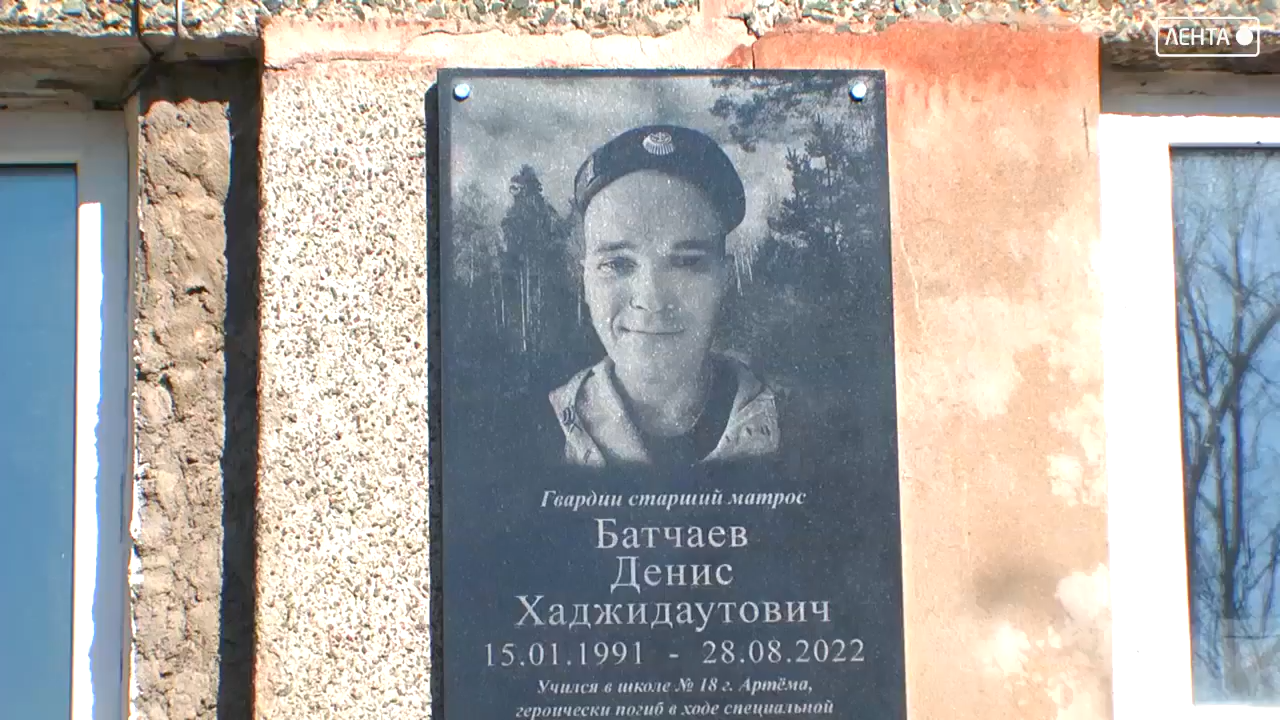 ЛЕНТА
Гвардии старший матрос
Батчаев
Денис
Хаджидаутович
15.01.1991 - 28.08.2022
Учился в школе № 18 г. Артёма,
героически погиб в ходе специальной